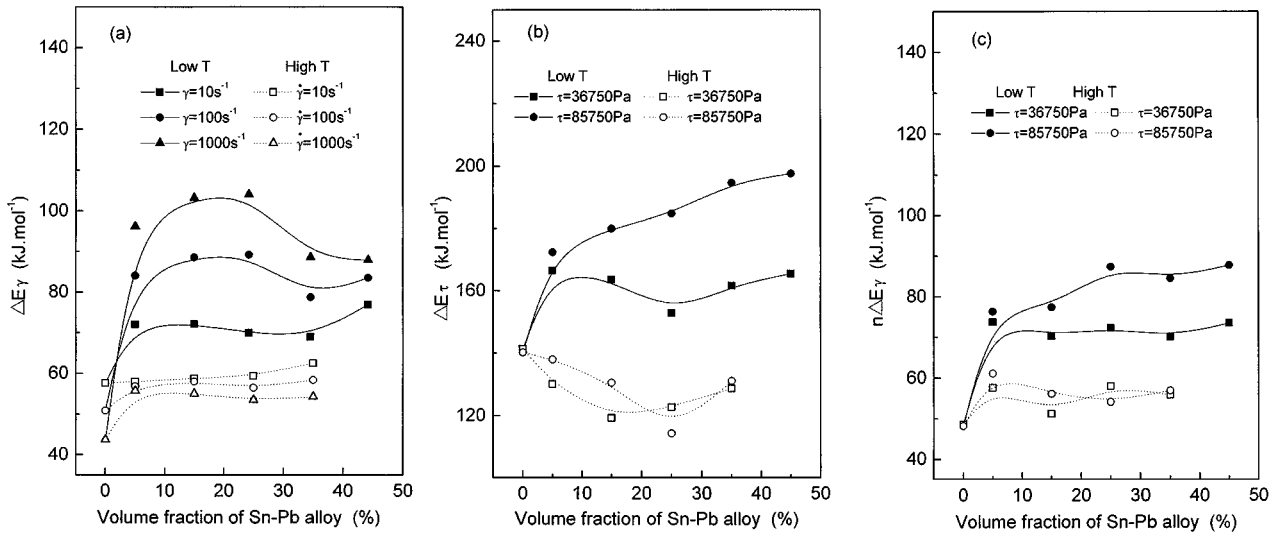 (a)
Low T High T
γ=10s⁻¹ γ̇=10s⁻¹
γ=100s⁻¹ γ̇=100s⁻¹
γ=1000s⁻¹ γ̇=1000s⁻¹
140
120
100
80
60
40
△Eγ (kJ.mol⁻¹)
0 10 20 30 40 50
Volume fraction of Sn-Pb alloy (%)
(b)
Low T High T
τ=36750Pa τ=36750Pa
τ=85750Pa τ=85750Pa
240
200
160
120
△Eτ (kJ.mol⁻¹)
0 10 20 30 40 50
Volume fraction of Sn-Pb alloy (%)
(c)
Low T High T
τ=36750Pa τ=36750Pa
τ=85750Pa τ=85750Pa
140
120
100
80
60
40
n△Eγ (kJ.mol⁻¹)
0 10 20 30 40 50
Volume fraction of Sn-Pb alloy (%)